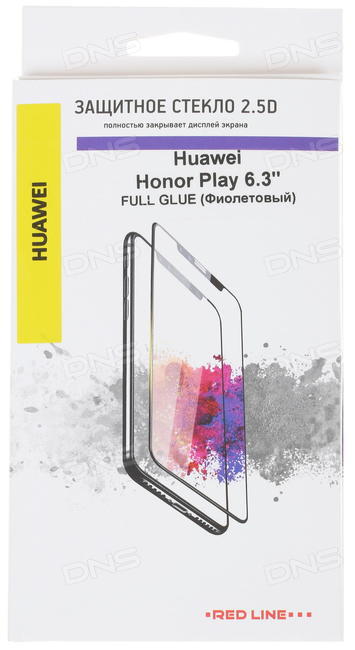 ЗАЩИТНОЕ СТЕКЛО 2.5D
полностью закрывает дисплей экрана
HUAWEI
Huawei
Honor Play 6.3"
FULL GLUE (Фиолетовый)
RED LINE
DNS